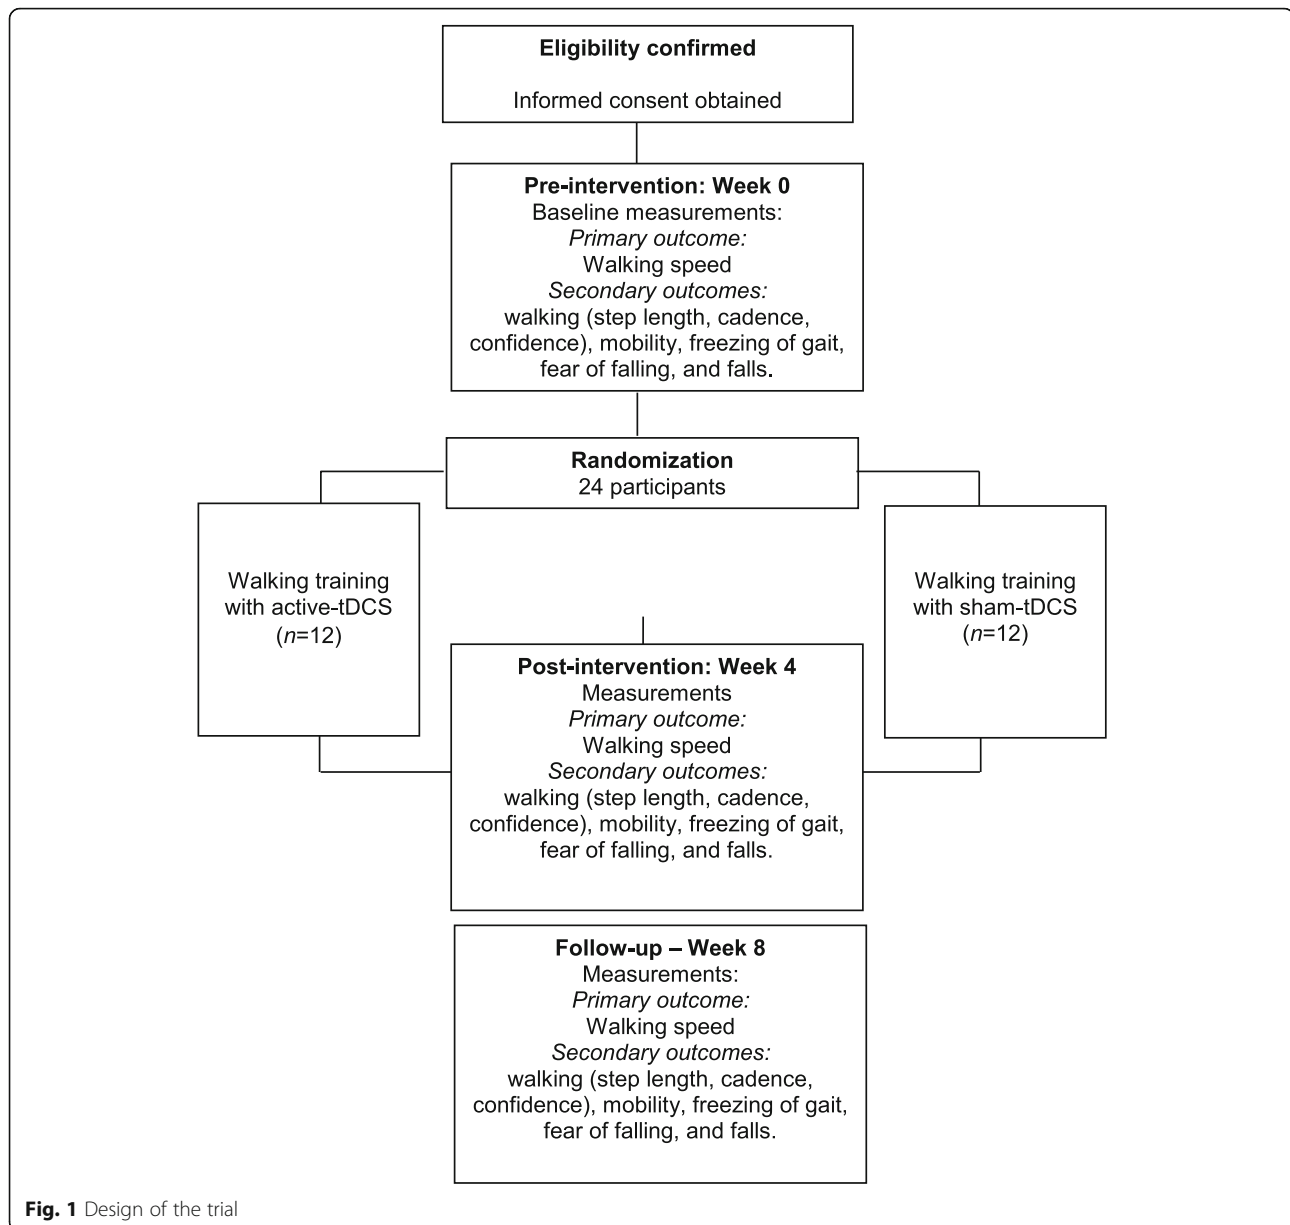 Eligibility confirmed
Informed consent obtained
Pre-intervention: Week 0
Baseline measurements:
Primary outcome:
Walking speed
Secondary outcomes:
walking (step length, cadence,
confidence), mobility, freezing of gait,
fear of falling, and falls.
Randomization
24 participants
Walking training
with active-tDCS
(n=12)
Walking training
with sham-tDCS
(n=12)
Post-intervention: Week 4
Measurements
Primary outcome:
Walking speed
Secondary outcomes:
walking (step length, cadence,
confidence), mobility, freezing of gait,
fear of falling, and falls.
Follow-up – Week 8
Measurements:
Primary outcome:
Walking speed
Secondary outcomes:
walking (step length, cadence,
confidence), mobility, freezing of gait,
fear of falling, and falls.
Fig. 1 Design of the trial